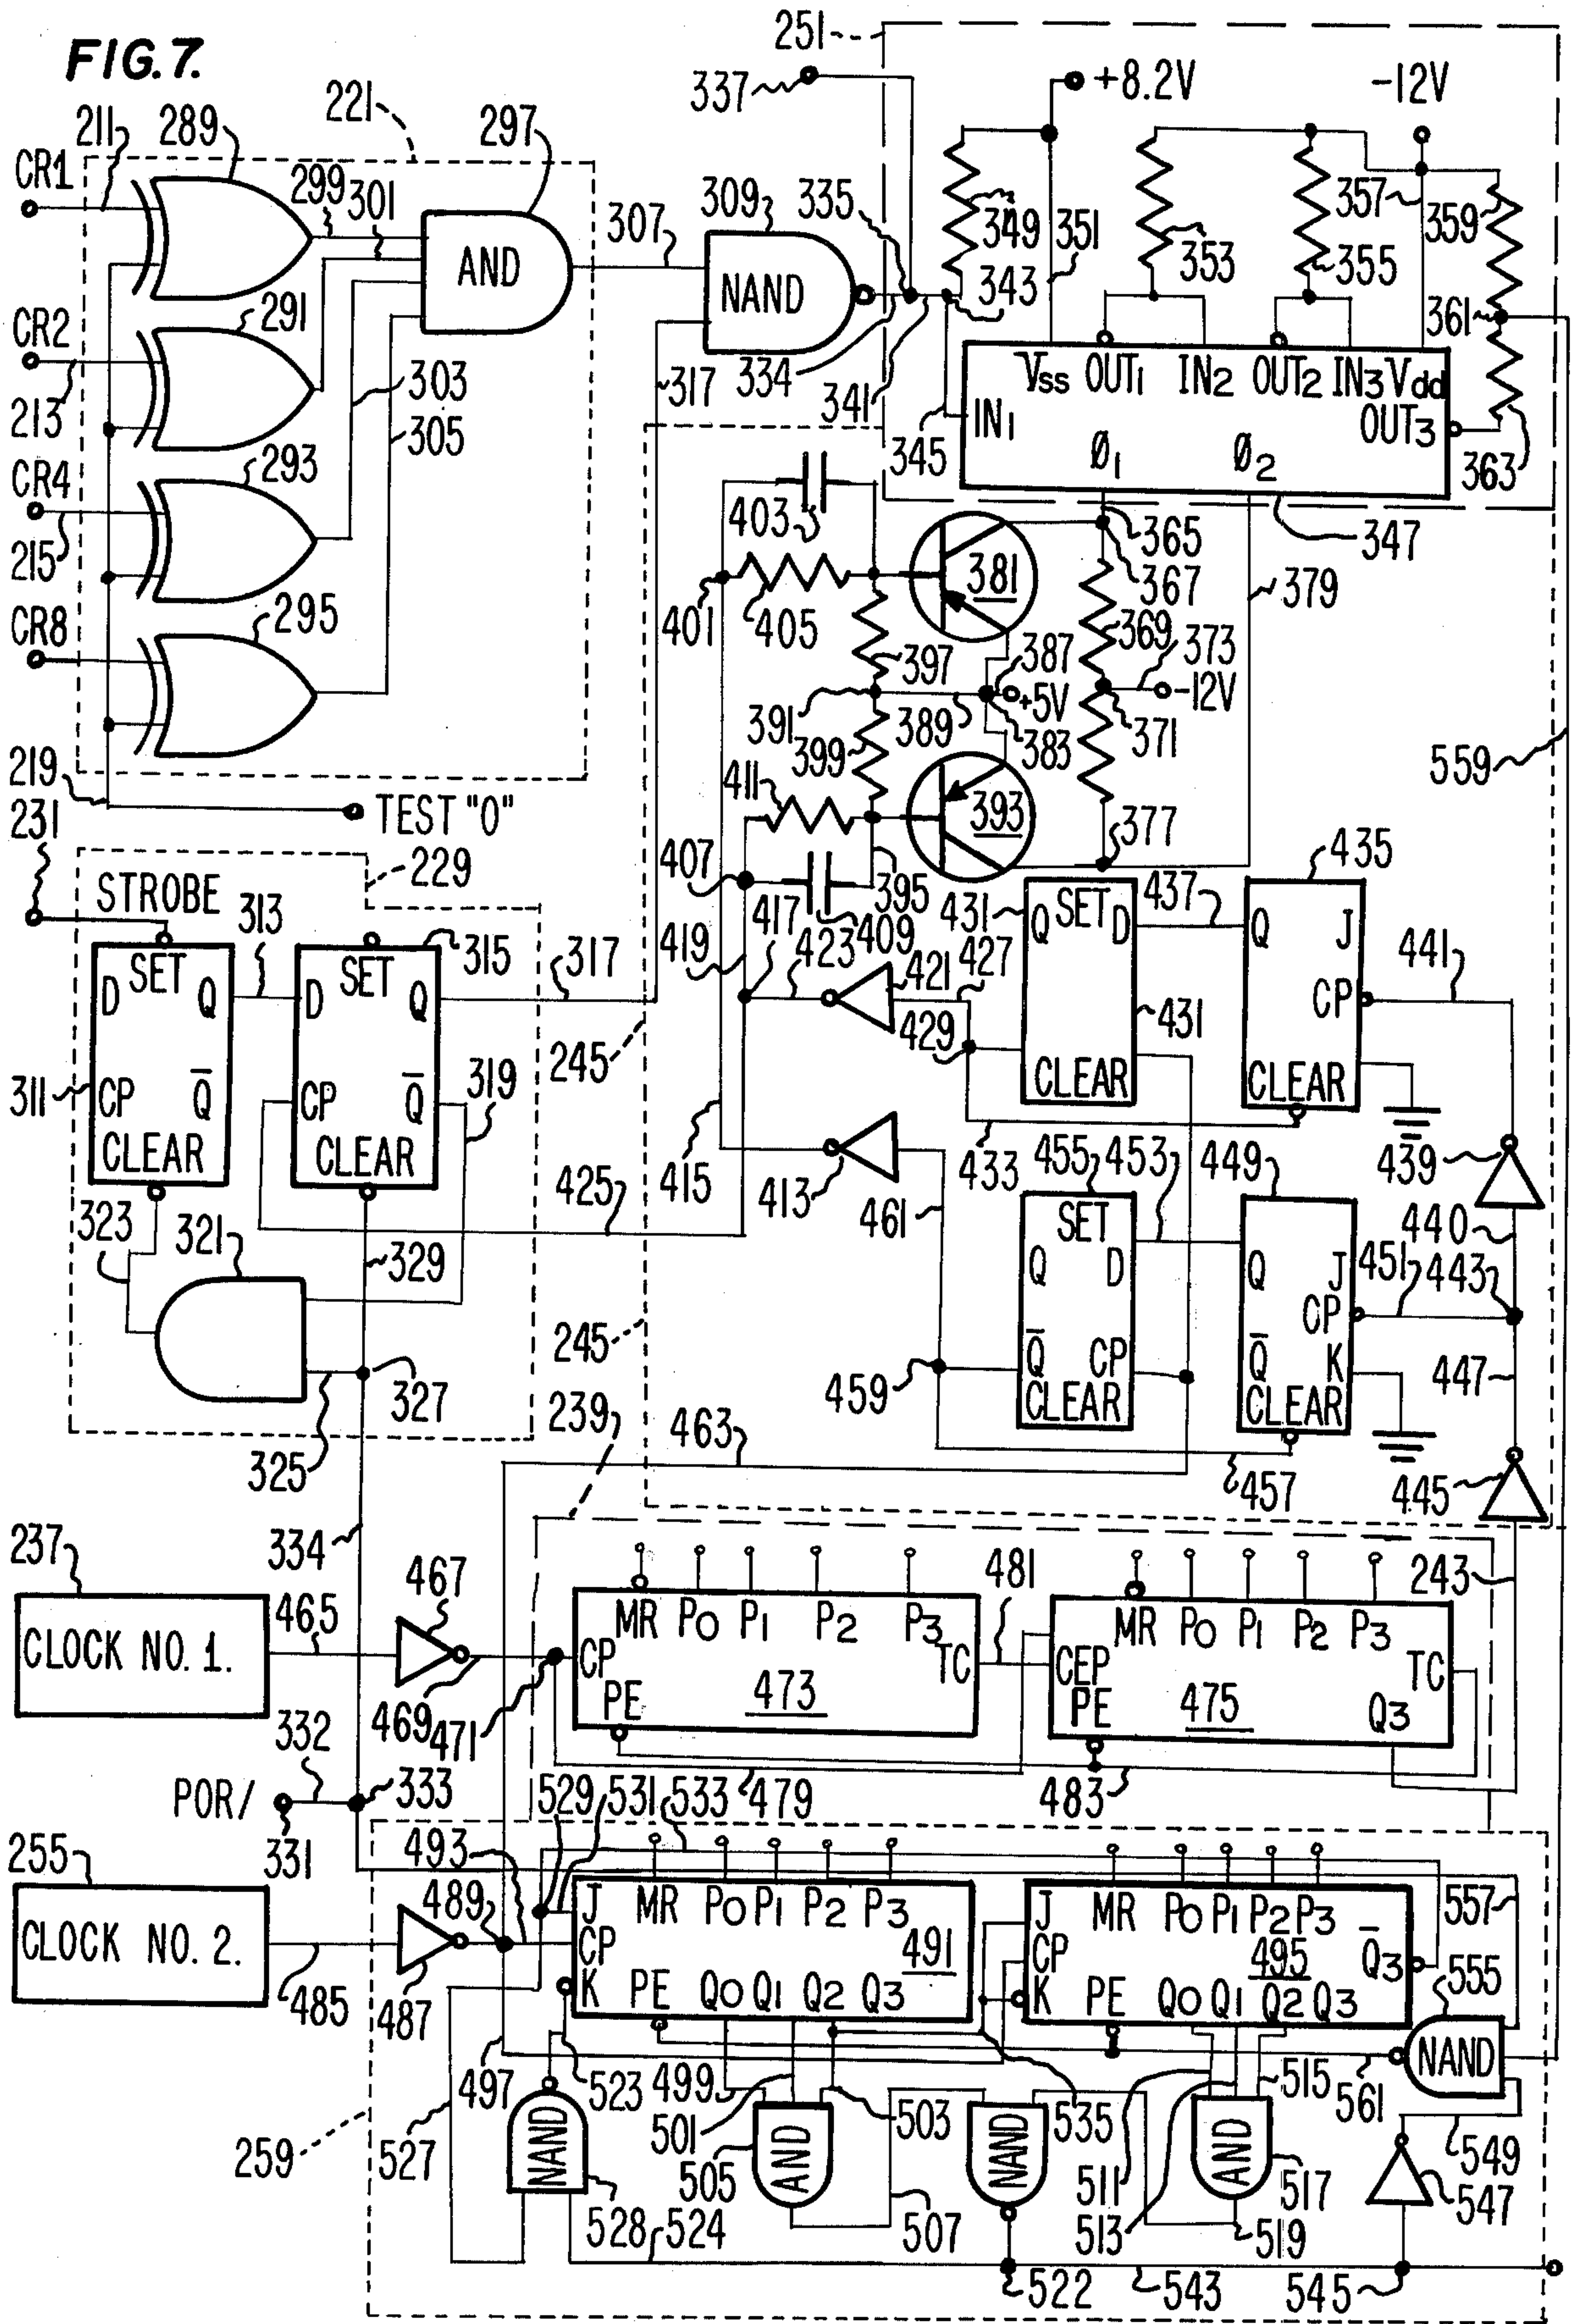 FIG.7.
251
337
+8.2V
-12V
211
289
221
297
CR1
299
301
309
335
307
349
351
353
355
357
359
343
AND
NAND
361
291
CR2
334
317
341
303
305
213
Vss OUT1 IN2 OUT2 IN3 Vdd
IN1
OUT3
Ø1 Ø2
345
363
293
CR4
215
403
365
367
347
379
381
401
405
295
CR8
397
387
369
373
+5V
-12V
391
389
383
371
399
559
219
TEST "0"
411
393
377
231
229
407
395
435
STROBE
313
315
317
409
431
437
417
SET
D Q
SET
D Q
Q SET D
Q J
419
423
421
427
441
CP
431
245
429
311
CP Q̅
CP Q̅
319
CLEAR
CLEAR
CLEAR
CLEAR
433
439
415
413
425
455
453
449
461
440
323
321
329
SET
Q D
Q J
451
443
CP
245
Q̅ CP
Q̅ K
447
459
CLEAR
CLEAR
327
239
463
325
457
445
237
334
467
481
243
465
CLOCK NO. 1.
MR P0 P1 P2 P3
MR P0 P1 P2 P3
CP
TC
CEP
TC
473
475
PE
PE
Q3
469
471
332
POR/
333
529
531
533
479
483
331
255
493
489
557
J MR P0 P1 P2 P3
J MR P0 P1 P2 P3
CLOCK NO. 2.
CP
491
CP
495
Q̅3
555
K PE Q0 Q1 Q2 Q3
K PE Q0 Q1 Q2 Q3
485
487
NAND
497
523
499
515
561
501
503
535
259
527
NAND
505
AND
NAND
511
AND
517
549
547
528
524
507
513
519
522
543
545